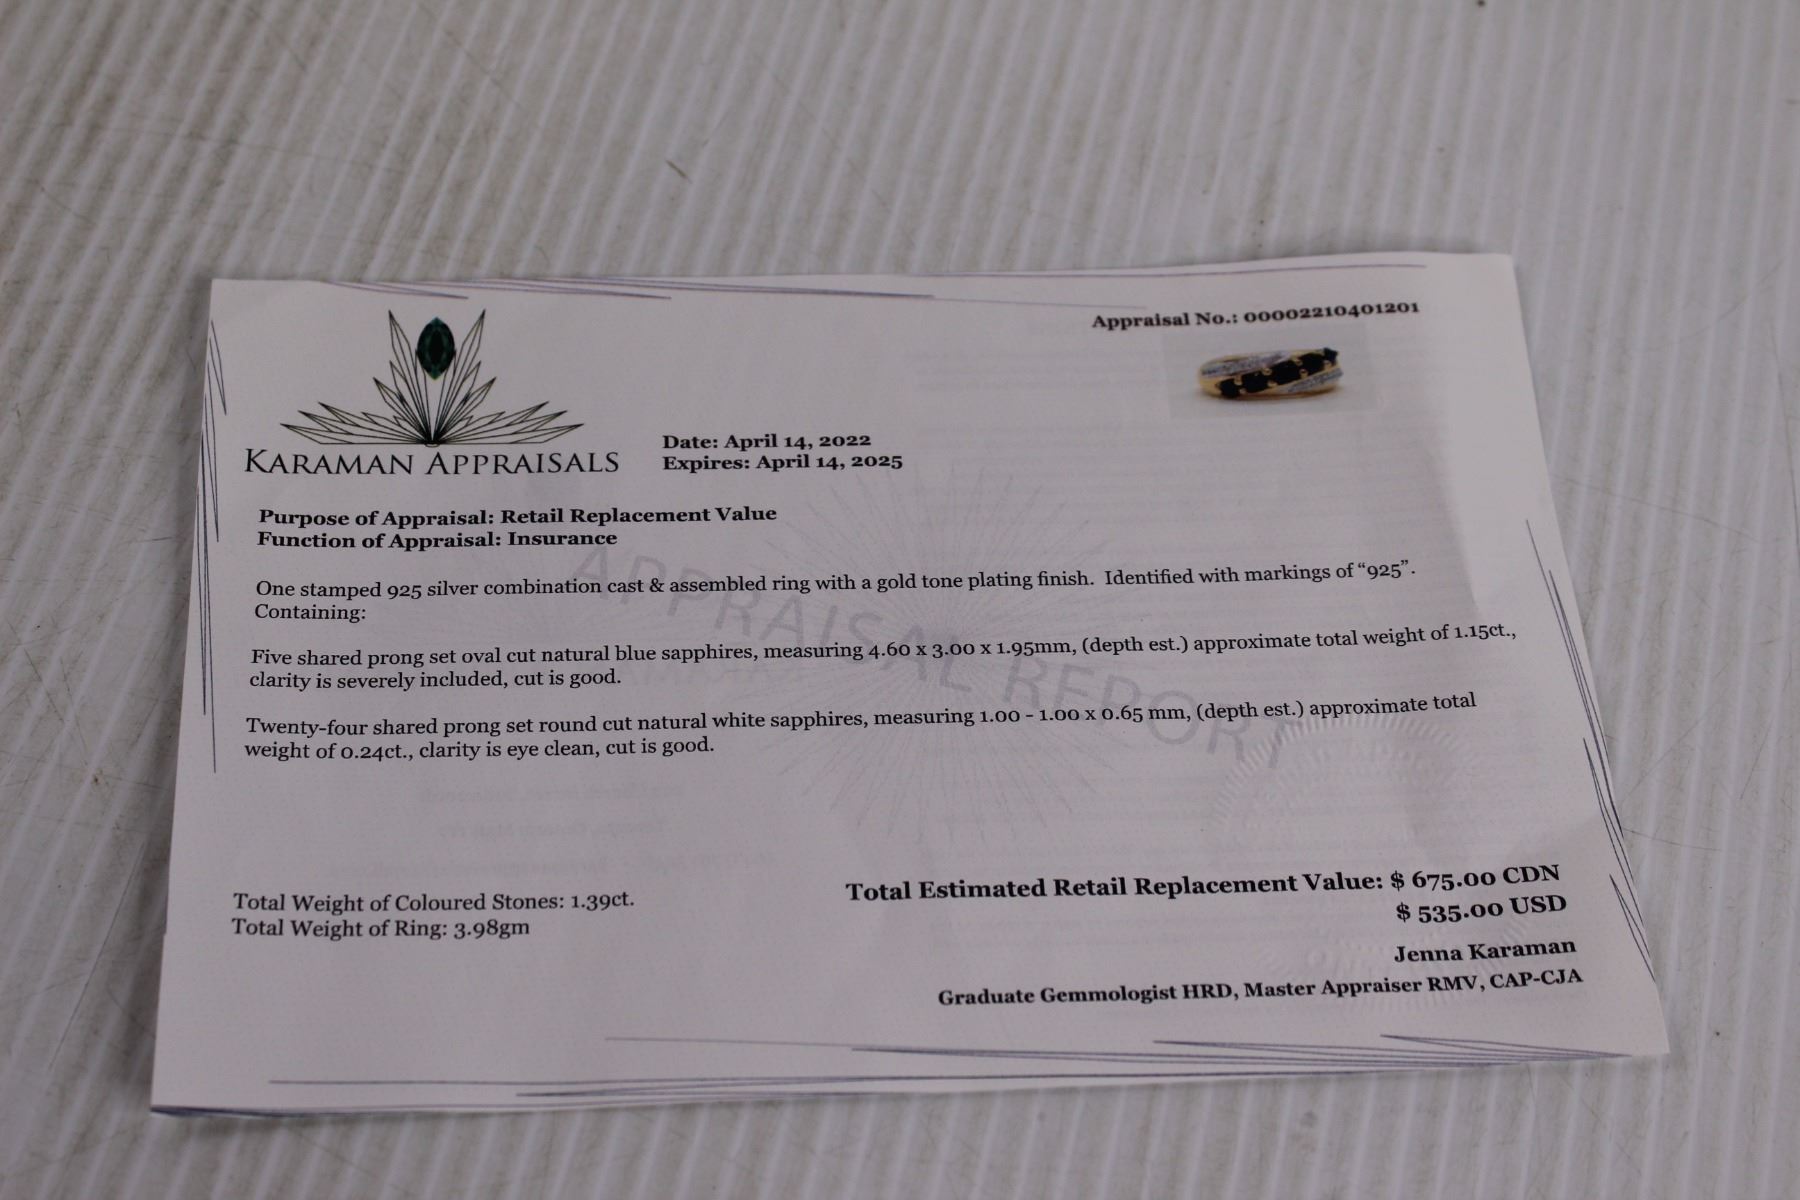 Appraisal No.: 00002210401201
KARAMAN APPRAISALS
Date: April 14, 2022
Expires: April 14, 2025
Purpose of Appraisal: Retail Replacement Value
Function of Appraisal: Insurance
One stamped 925 silver combination cast & assembled ring with a gold tone plating finish. Identified with markings of “925”.
Containing:
Five shared prong set oval cut natural blue sapphires, measuring 4.60 x 3.00 x 1.95mm, (depth est.) approximate total weight of 1.15ct.,
clarity is severely included, cut is good.
Twenty-four shared prong set round cut natural white sapphires, measuring 1.00 - 1.00 x 0.65 mm, (depth est.) approximate total
weight of 0.24ct., clarity is eye clean, cut is good.
APPRAISAL REPORT
Total Weight of Coloured Stones: 1.39ct.
Total Weight of Ring: 3.98gm
Total Estimated Retail Replacement Value: $ 675.00 CDN
$ 535.00 USD
Jenna Karaman
Graduate Gemmologist HRD, Master Appraiser RMV, CAP-CJA